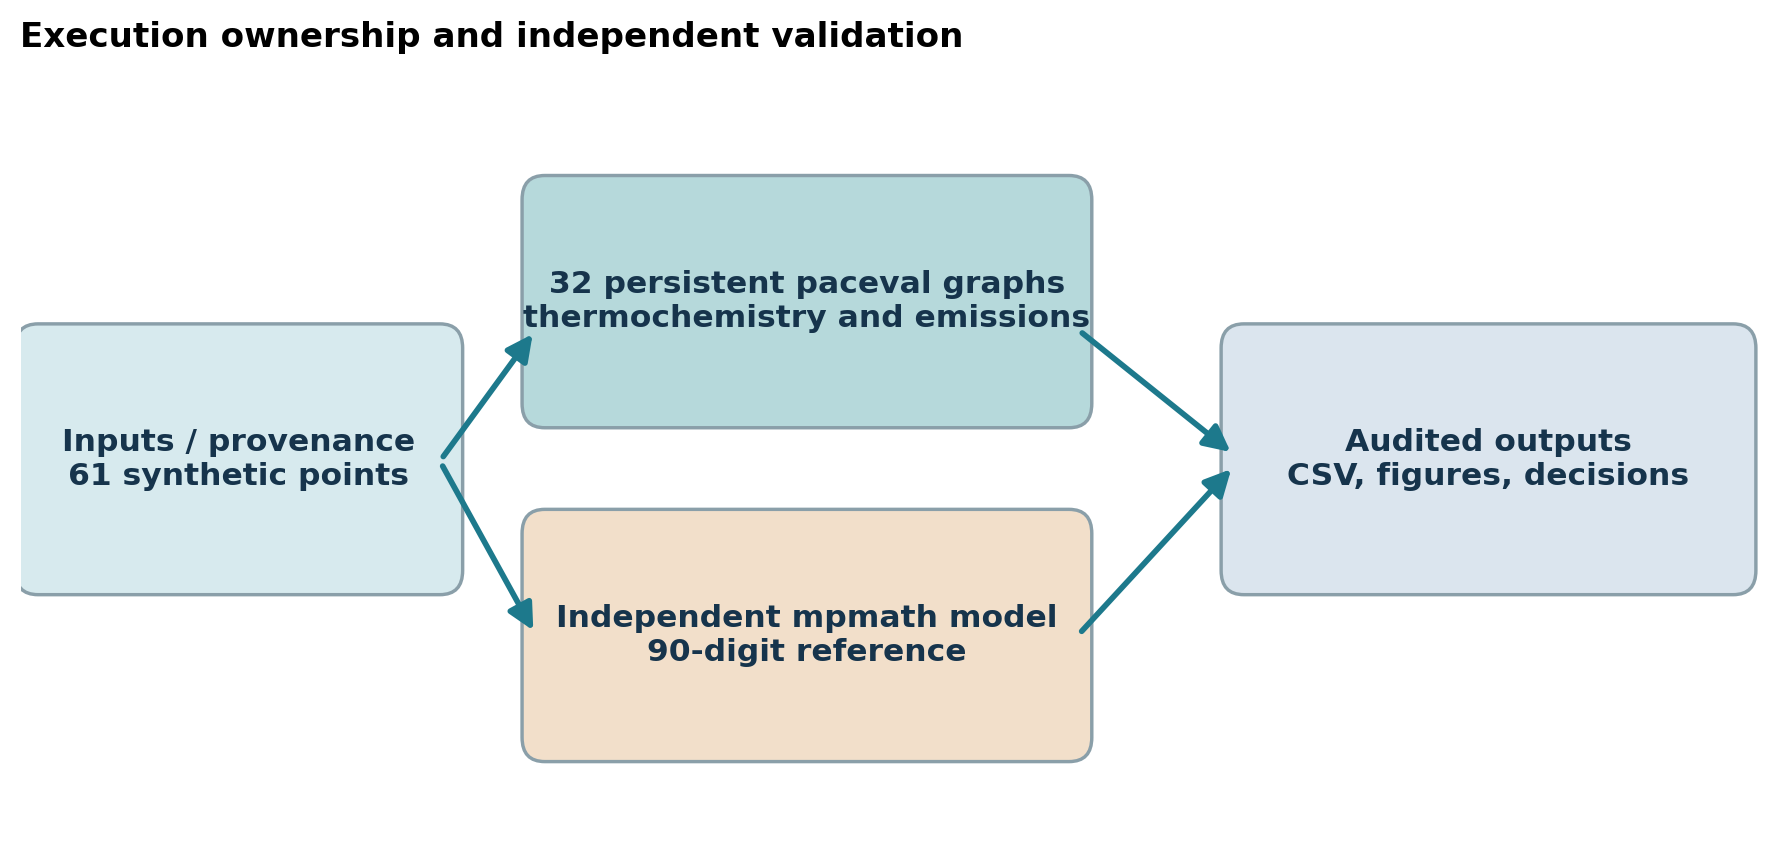 Execution ownership and independent validation
32 persistent paceval graphs
thermochemistry and emissions
Inputs / provenance
61 synthetic points
Audited outputs
CSV, figures, decisions
Independent mpmath model
90-digit reference